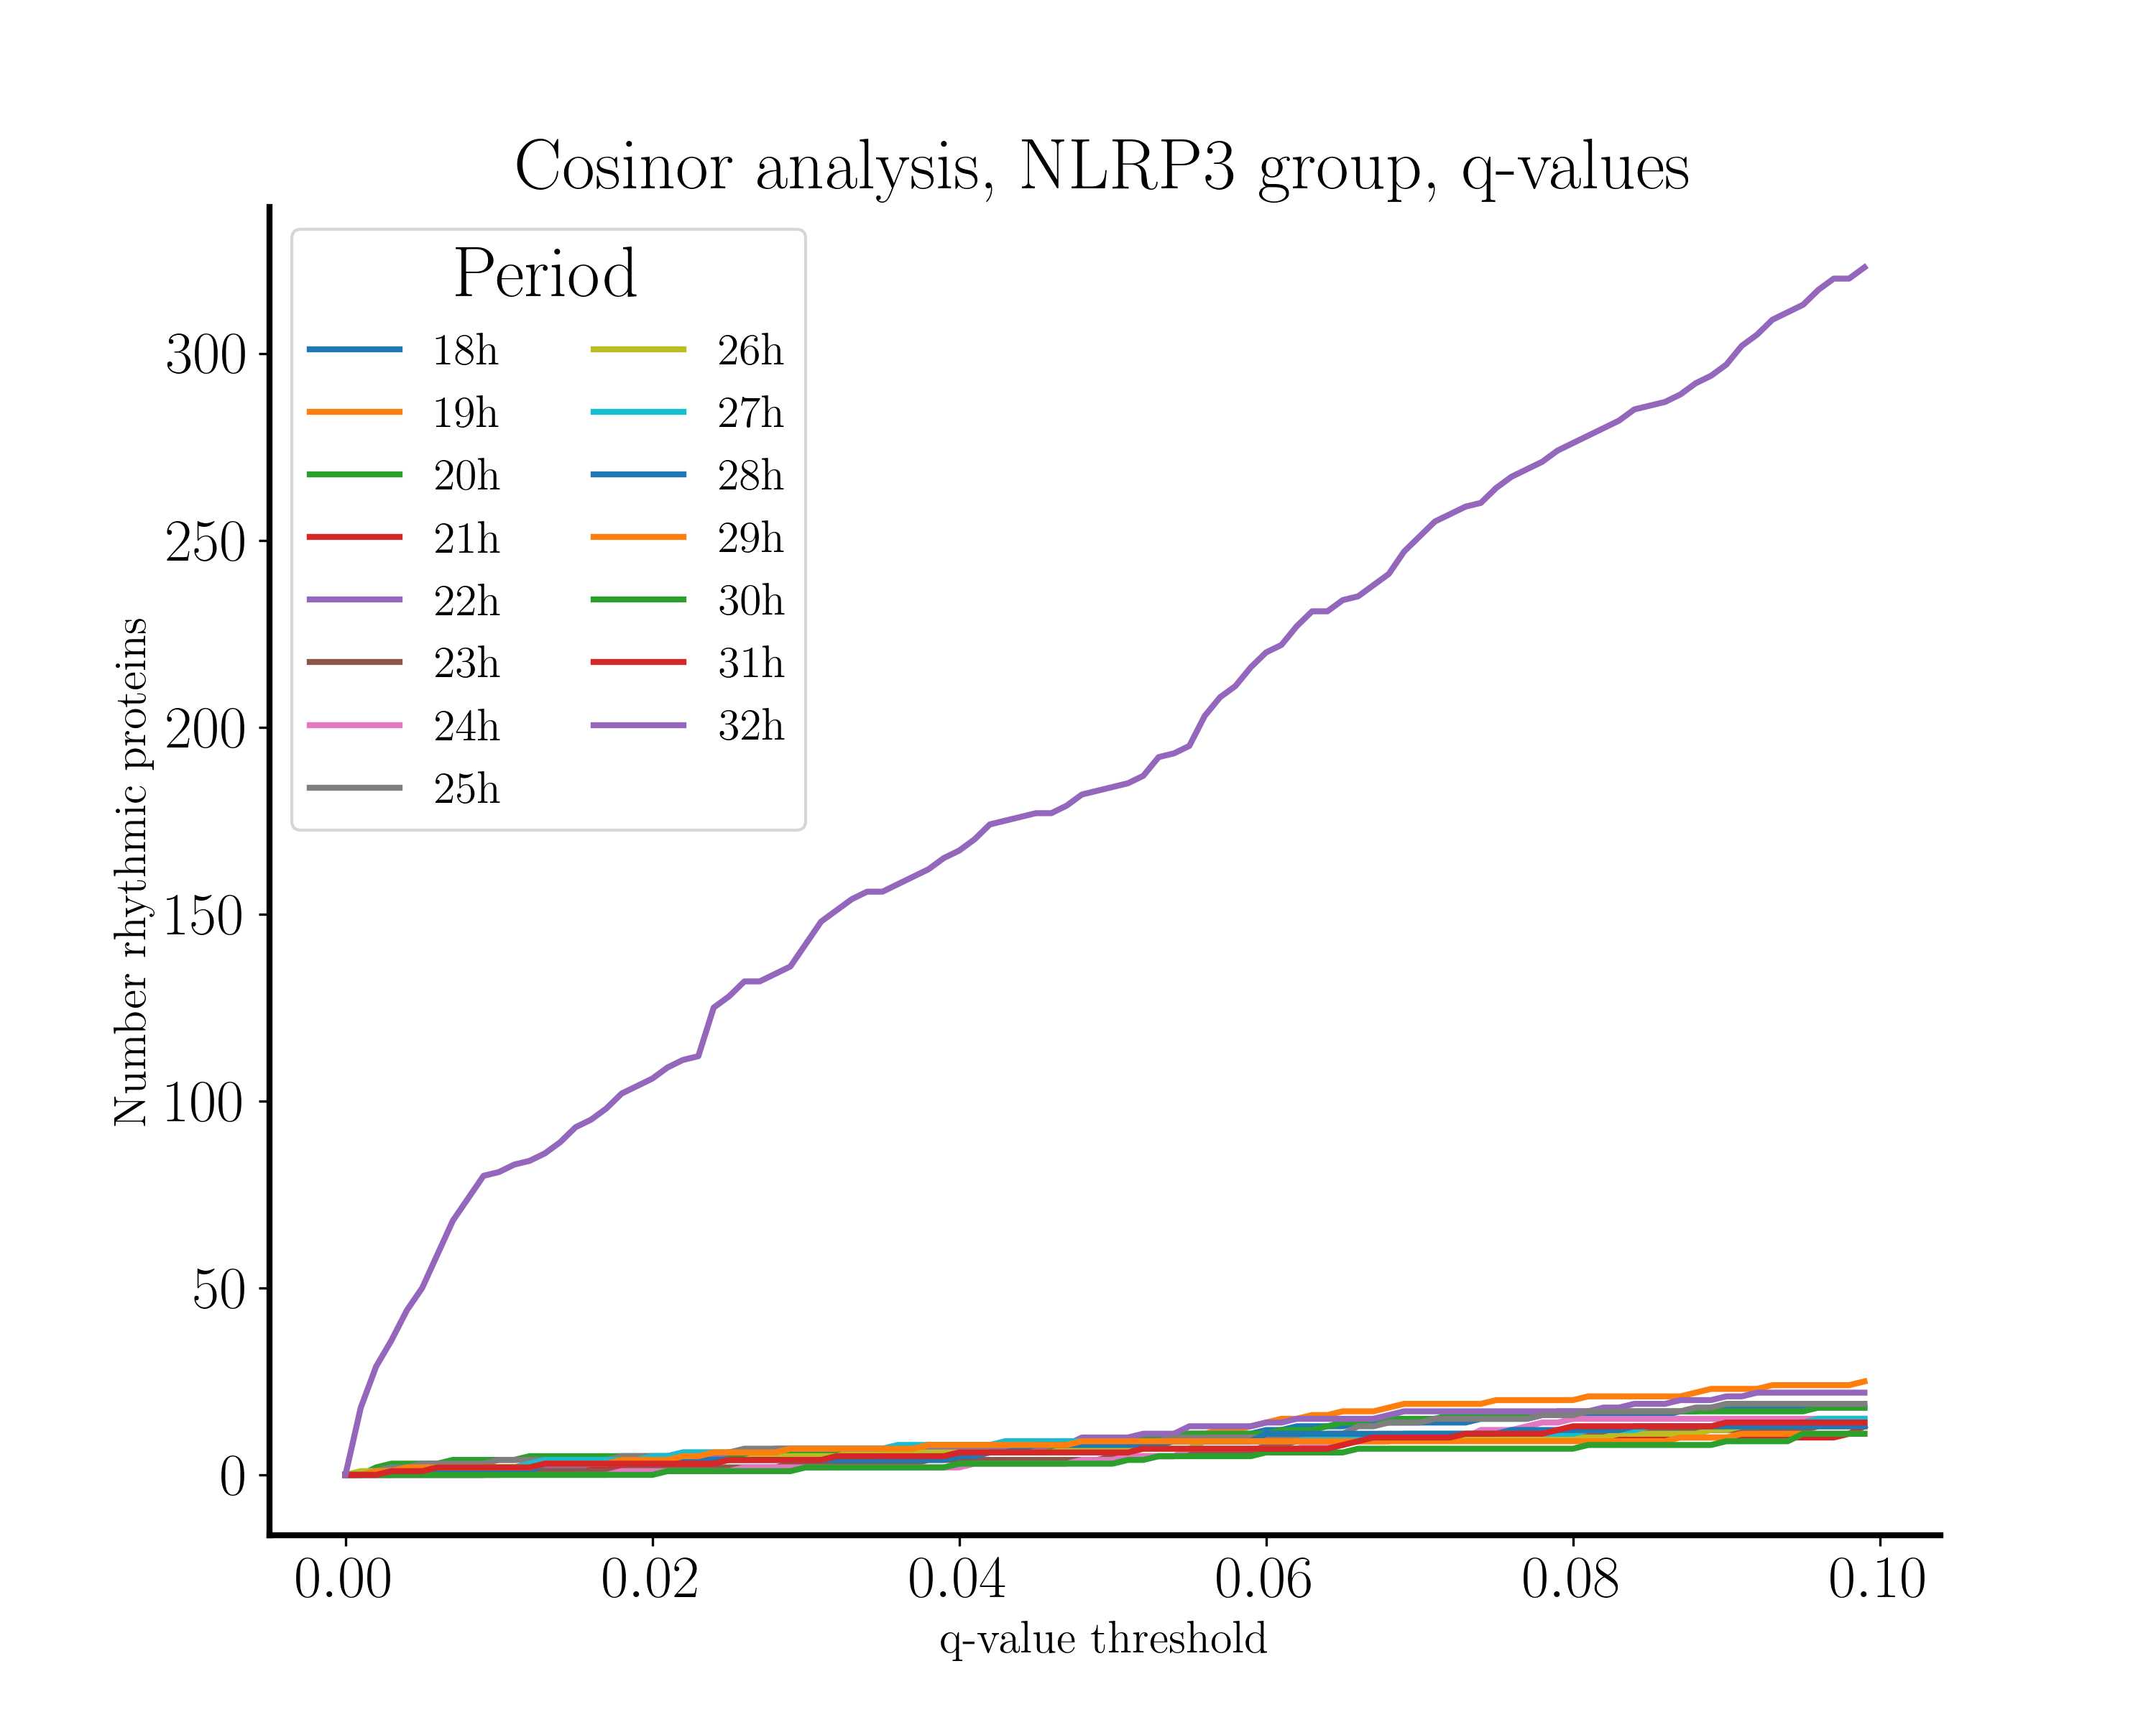 Cosinor analysis, NLRP3 group, q-values
Period
18h
19h
20h
21h
22h
23h
24h
25h
26h
27h
28h
29h
30h
31h
32h
Number rhythmic proteins
300
250
200
150
100
50
0
0.00 0.02 0.04 0.06 0.08 0.10
q-value threshold